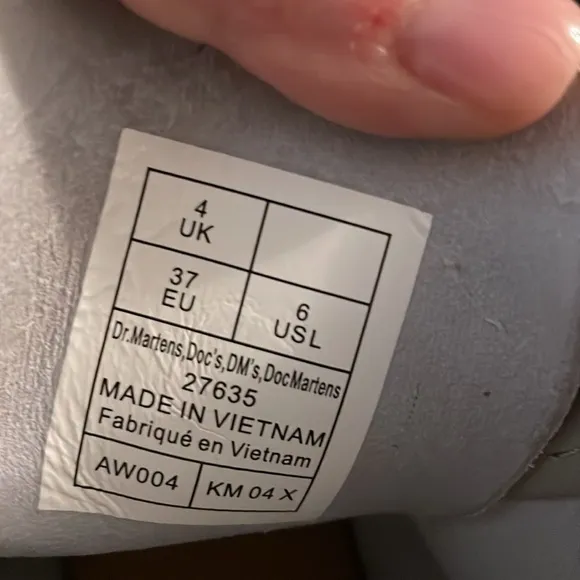 4
UK
37
EU
6
USL
Dr.Martens,Doc's,DM's,DocMartens
27635
MADE IN VIETNAM
Fabriqué en Vietnam
AW004
KM 04 X